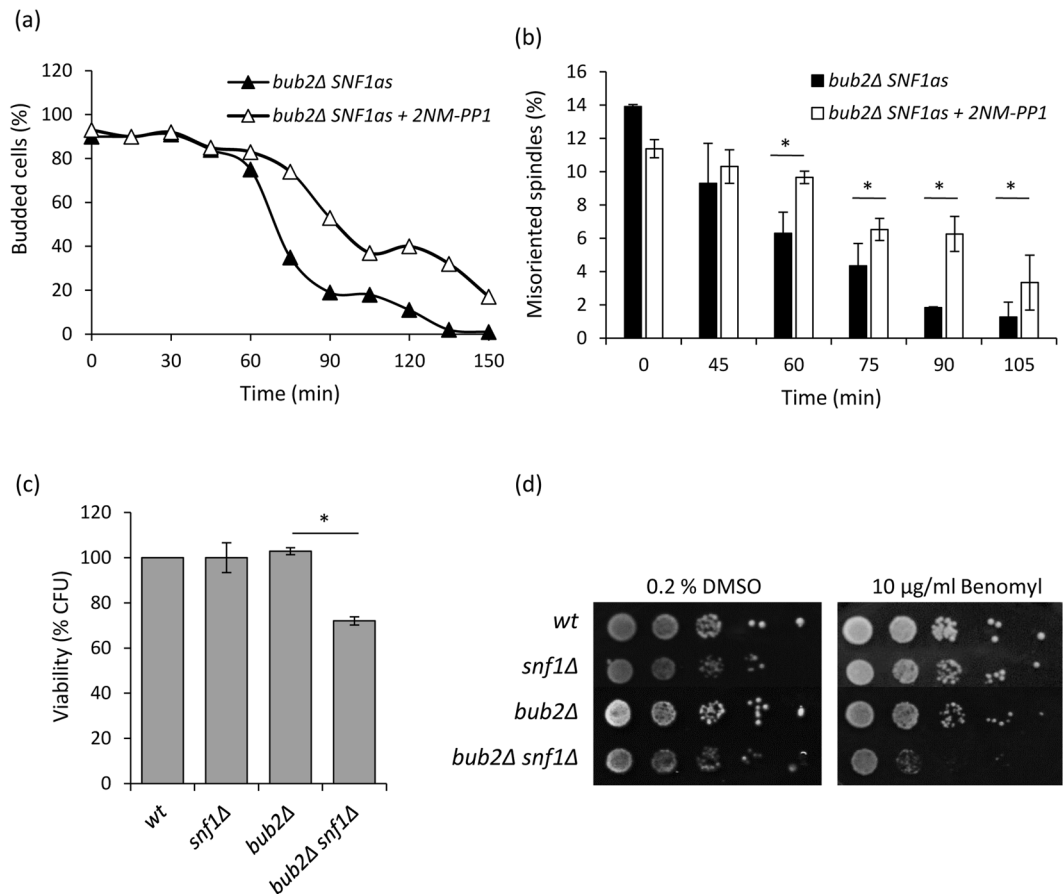 (a)
bub2Δ SNF1as
bub2Δ SNF1as + 2NM-PP1
Budded cells (%)
120
100
80
60
40
20
0
0 30 60 90 120 150
Time (min)
(b)
bub2Δ SNF1as
bub2Δ SNF1as + 2NM-PP1
Misoriented spindles (%)
16
14
12
10
8
6
4
2
0
* * * *
0 45 60 75 90 105
Time (min)
(c)
Viability (% CFU)
120
100
80
60
40
20
0
*
wt snf1Δ bub2Δ bub2Δ snf1Δ
(d)
0.2 % DMSO 10 μg/ml Benomyl
wt
snf1Δ
bub2Δ
bub2Δ snf1Δ